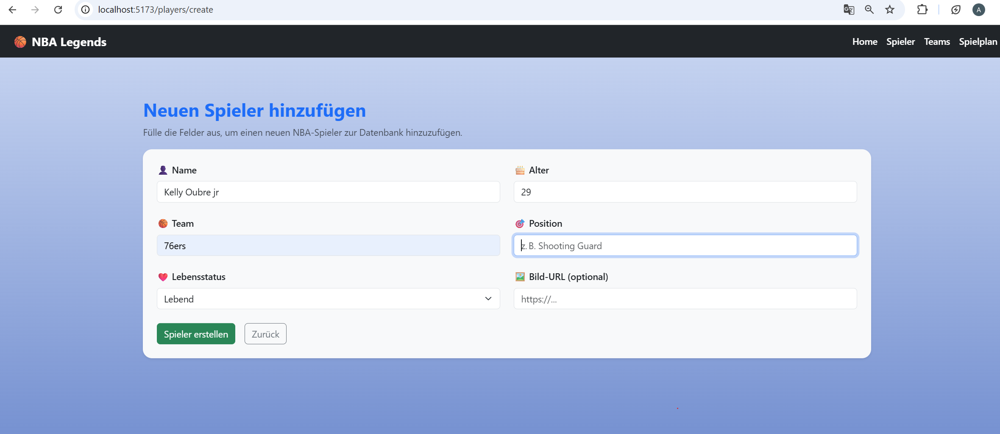 localhost:5173/players/create
A
NBA Legends
Home Spieler Teams Spielplan
Neuen Spieler hinzufügen
Fülle die Felder aus, um einen neuen NBA-Spieler zur Datenbank hinzuzufügen.
Name
Kelly Oubre jr
Alter
29
Team
76ers
Position
z. B. Shooting Guard
Lebensstatus
Lebend
Bild-URL (optional)
https://...
Spieler erstellen
Zurück